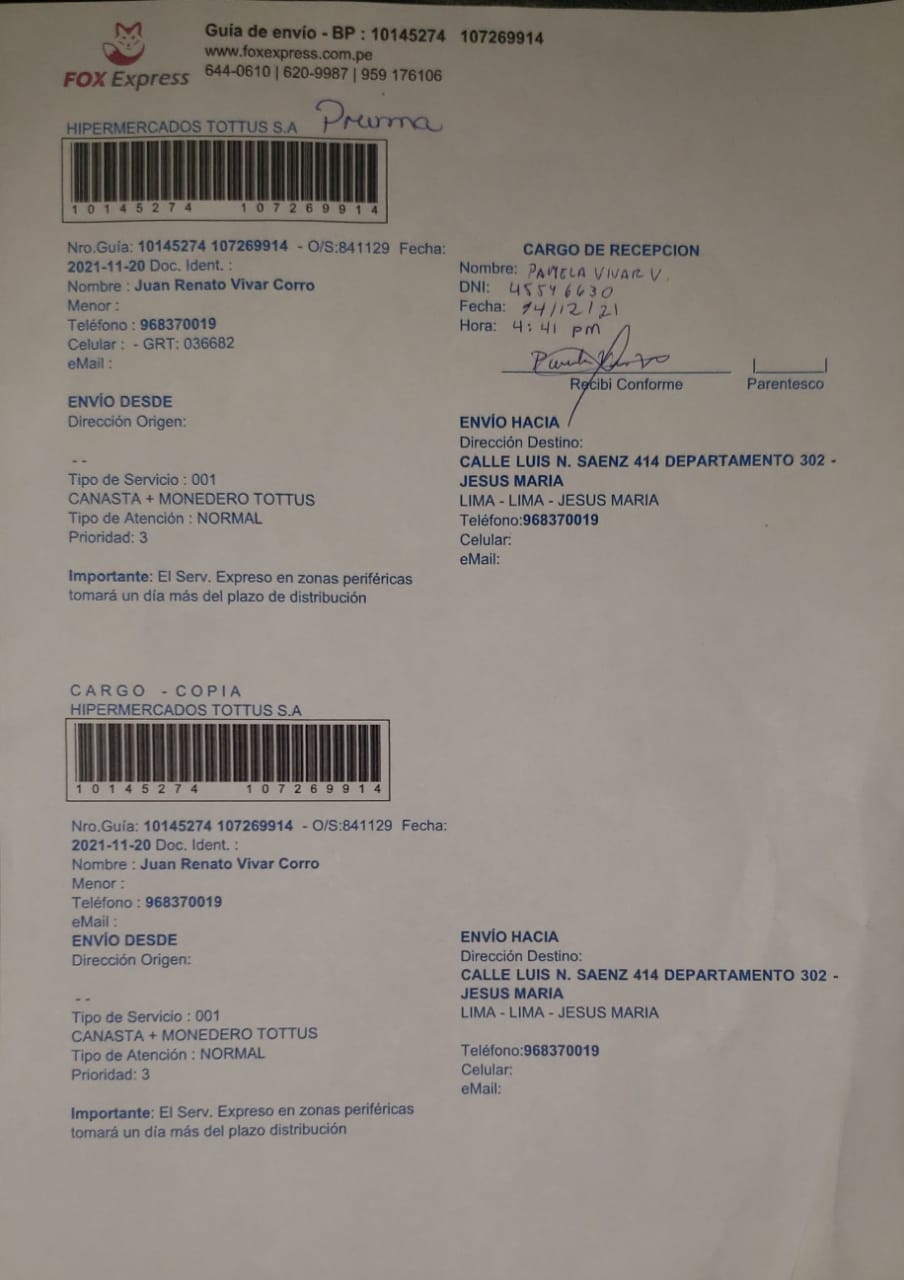 FOX Express
Guía de envío - BP : 10145274 107269914
www.foxexpress.com.pe
644-0610 | 620-9987 | 959 176106
HIPERMERCADOS TOTTUS S.A
10145274 107269914
Nro.Guía: 10145274 107269914 - O/S:841129 Fecha:
2021-11-20 Doc. Ident. :
Nombre : Juan Renato Vivar Corro
Menor :
Teléfono : 968370019
Celular : - GRT: 036682
eMail :
CARGO DE RECEPCION
Nombre: PAMELA VIVAR V.
DNI: 45546630
Fecha: 14/12/21
Hora: 4:41 pm
Recibi Conforme Parentesco
ENVÍO DESDE
Dirección Origen:
--
Tipo de Servicio : 001
CANASTA + MONEDERO TOTTUS
Tipo de Atención : NORMAL
Prioridad: 3
ENVÍO HACIA
Dirección Destino:
CALLE LUIS N. SAENZ 414 DEPARTAMENTO 302 -
JESUS MARIA
LIMA - LIMA - JESUS MARIA
Teléfono:968370019
Celular:
eMail:
Importante: El Serv. Expreso en zonas periféricas
tomará un día más del plazo de distribución
CARGO - COPIA
HIPERMERCADOS TOTTUS S.A
10145274 107269914
Nro.Guía: 10145274 107269914 - O/S:841129 Fecha:
2021-11-20 Doc. Ident. :
Nombre : Juan Renato Vivar Corro
Menor :
Teléfono : 968370019
eMail :
ENVÍO DESDE
Dirección Origen:
--
Tipo de Servicio : 001
CANASTA + MONEDERO TOTTUS
Tipo de Atención : NORMAL
Prioridad: 3
ENVÍO HACIA
Dirección Destino:
CALLE LUIS N. SAENZ 414 DEPARTAMENTO 302 -
JESUS MARIA
LIMA - LIMA - JESUS MARIA
Teléfono:968370019
Celular:
eMail:
Importante: El Serv. Expreso en zonas periféricas
tomará un día más del plazo distribución